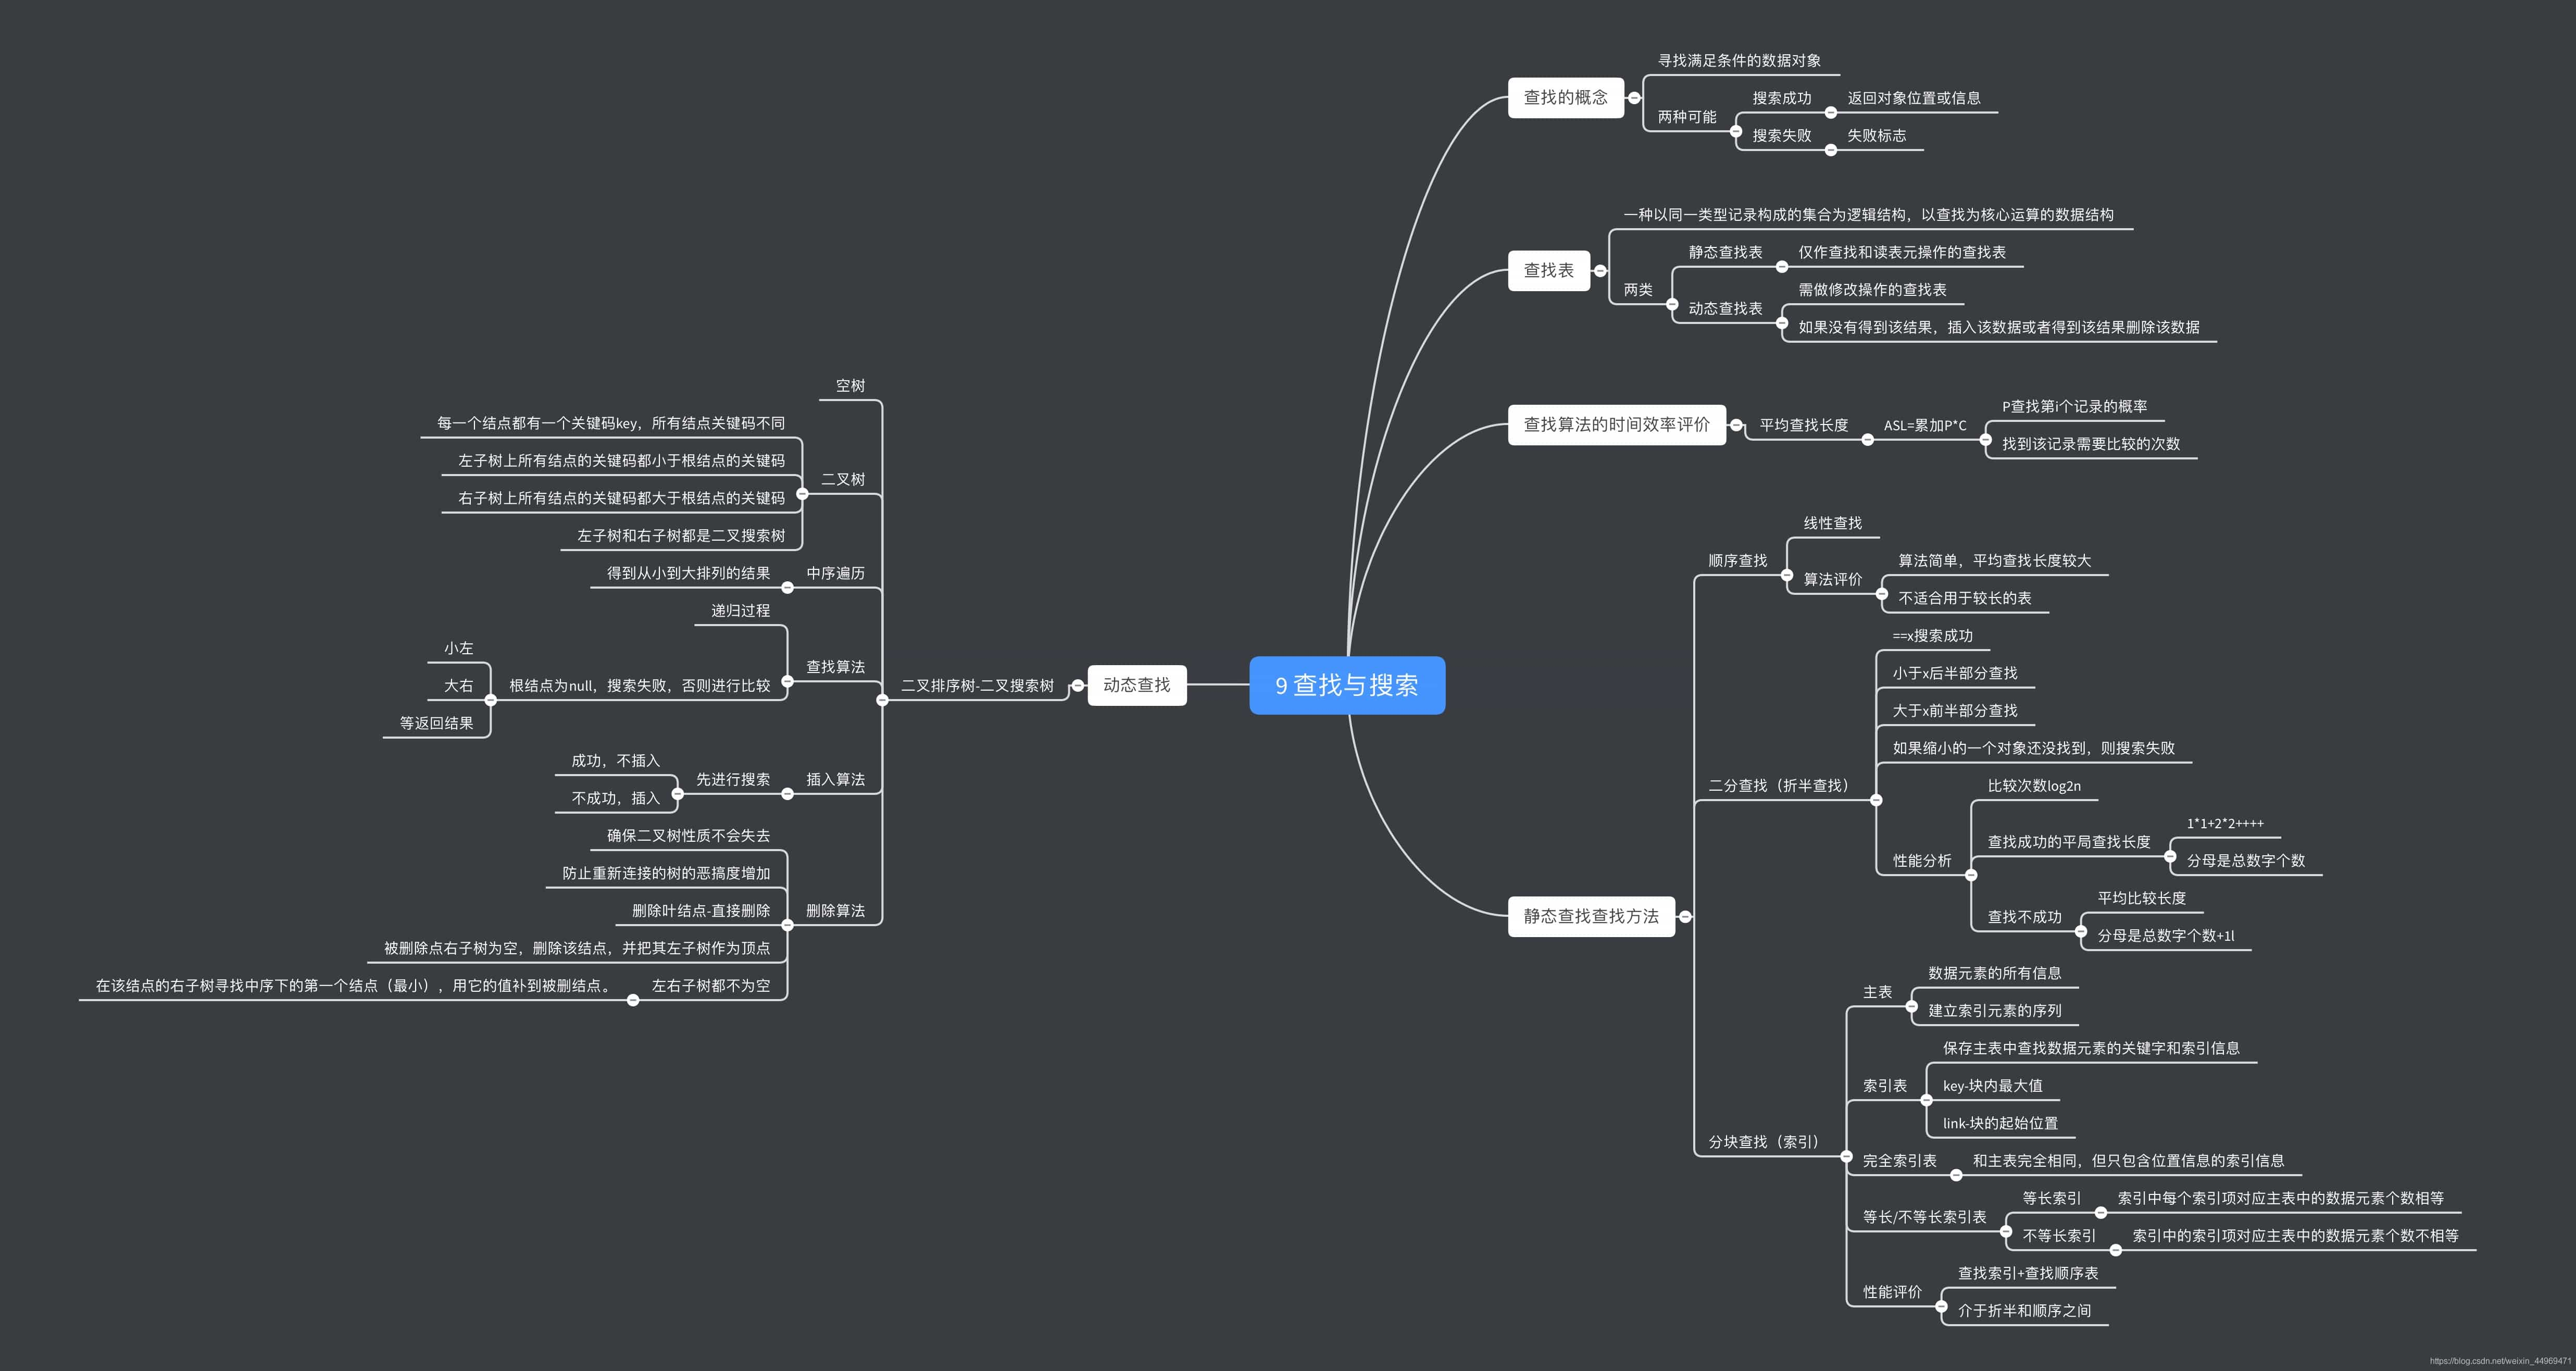 9 查找与搜索
查找的概念
寻找满足条件的数据对象
两种可能
搜索成功
返回对象位置或信息
搜索失败
失败标志
查找表
一种以同一类型记录构成的集合为逻辑结构，以查找为核心运算的数据结构
两类
静态查找表
仅作查找和读表元操作的查找表
动态查找表
需做修改操作的查找表
如果没有得到该结果，插入该数据或者得到该结果删除该数据
查找算法的时间效率评价
平均查找长度
ASL=累加P*C
P查找第i个记录的概率
找到该记录需要比较的次数
静态查找查找方法
顺序查找
线性查找
算法评价
算法简单，平均查找长度较大
不适合用于较长的表
二分查找（折半查找）
==x搜索成功
小于x后半部分查找
大于x前半部分查找
如果缩小的一个对象还没找到，则搜索失败
性能分析
比较次数log2n
查找成功的平局查找长度
1*1+2*2++++
分母是总数字个数
查找不成功
平均比较长度
分母是总数字个数+1l
分块查找（索引）
主表
数据元素的所有信息
建立索引元素的序列
索引表
保存主表中查找数据元素的关键字和索引信息
key-块内最大值
link-块的起始位置
完全索引表
和主表完全相同，但只包含位置信息的索引信息
等长/不等长索引表
等长索引
索引中每个索引项对应主表中的数据元素个数相等
不等长索引
索引中的索引项对应主表中的数据元素个数不相等
性能评价
查找索引+查找顺序表
介于折半和顺序之间
动态查找
二叉排序树-二叉搜索树
空树
二叉树
每一个结点都有一个关键码key，所有结点关键码不同
左子树上所有结点的关键码都小于根结点的关键码
右子树上所有结点的关键码都大于根结点的关键码
左子树和右子树都是二叉搜索树
中序遍历
得到从小到大排列的结果
查找算法
递归过程
根结点为null，搜索失败，否则进行比较
小左
大右
等返回结果
插入算法
先进行搜索
成功，不插入
不成功，插入
删除算法
确保二叉树性质不会失去
防止重新连接的树的恶搞度增加
删除叶结点-直接删除
被删除点右子树为空，删除该结点，并把其左子树作为顶点
左右子树都不为空
在该结点的右子树寻找中序下的第一个结点（最小），用它的值补到被删结点。
https://blog.csdn.net/weixin_44969471